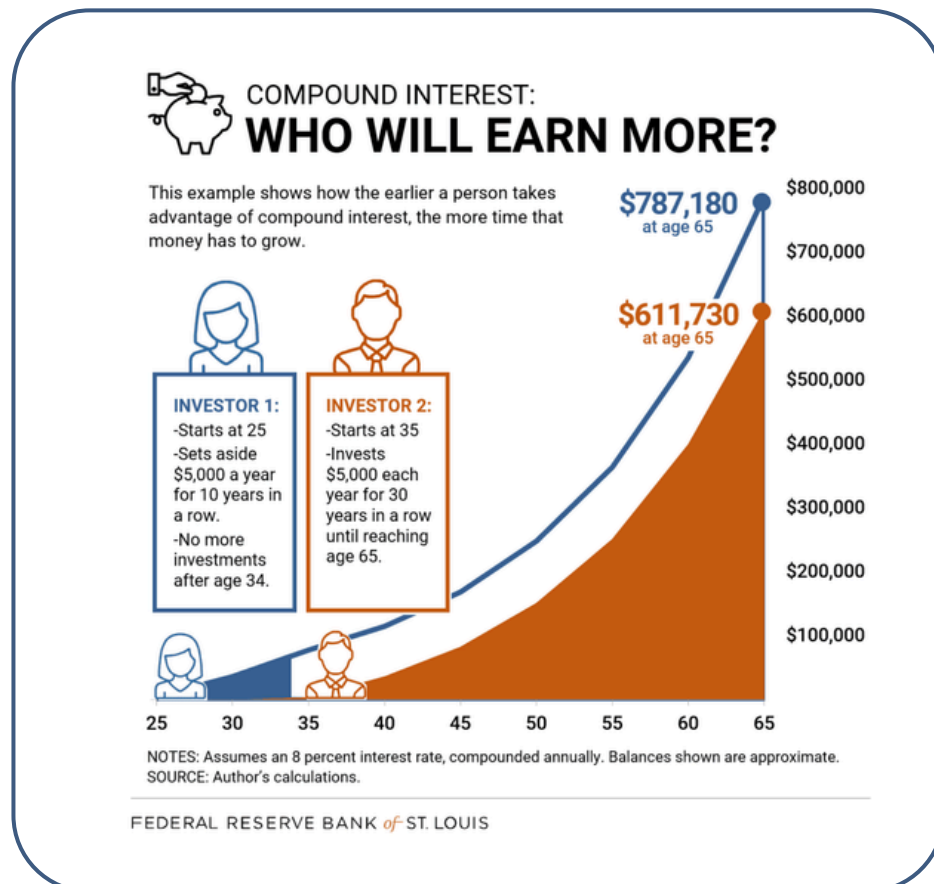 COMPOUND INTEREST:
WHO WILL EARN MORE?
This example shows how the earlier a person takes
advantage of compound interest, the more time that
money has to grow.
$787,180
at age 65
$611,730
at age 65
$800,000
$700,000
$600,000
$500,000
$400,000
$300,000
$200,000
$100,000
INVESTOR 1:
-Starts at 25
-Sets aside
$5,000 a year
for 10 years in
a row.
-No more
investments
after age 34.
INVESTOR 2:
-Starts at 35
-Invests
$5,000 each
year for 30
years in a row
until reaching
age 65.
25 30 35 40 45 50 55 60 65
NOTES: Assumes an 8 percent interest rate, compounded annually. Balances shown are approximate.
SOURCE: Author's calculations.
FEDERAL RESERVE BANK of ST. LOUIS